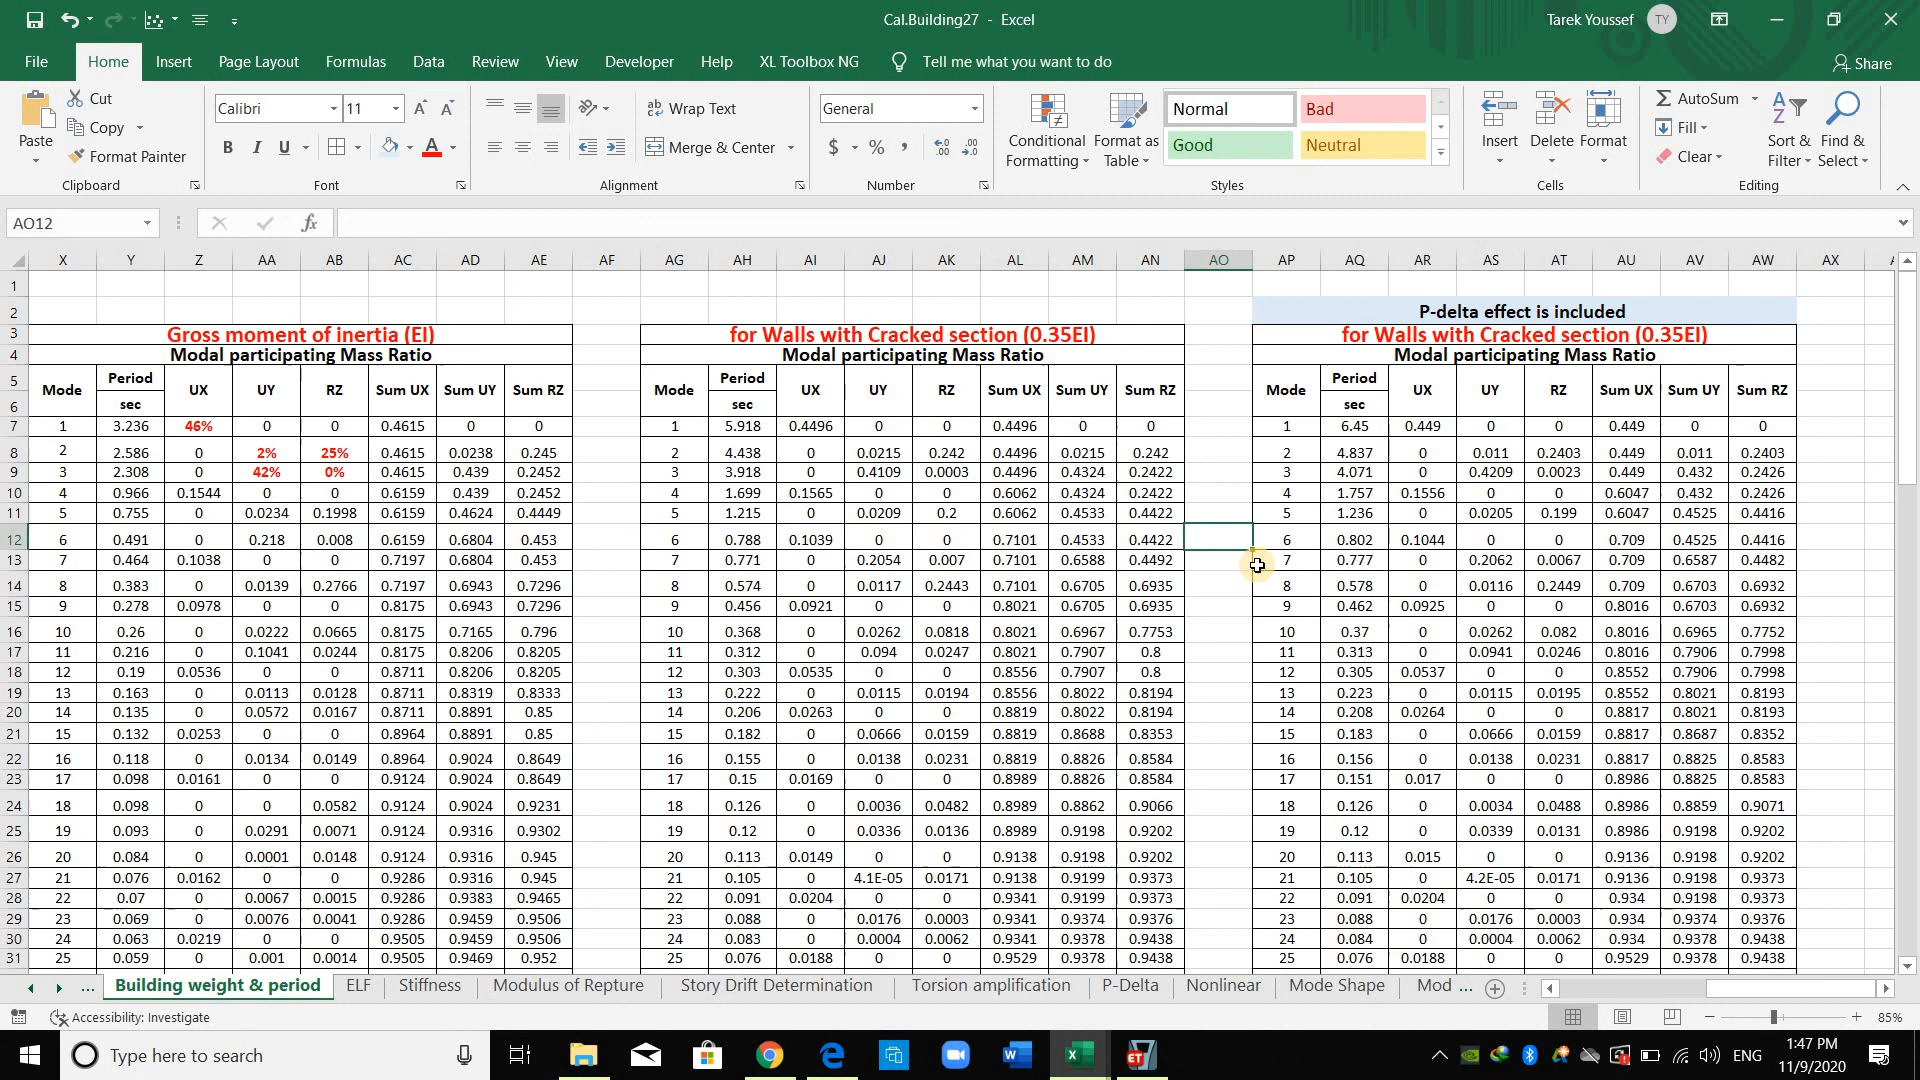 Cal.Building27 - Excel
Tarek Youssef
TY
File Home Insert Page Layout Formulas Data Review View Developer Help XL Toolbox NG Tell me what you want to do
Share
Paste
Cut
Copy
Format Painter
Clipboard
Calibri 11
B I U
Font
Wrap Text
Merge & Center
Alignment
General
$ % ,
Number
Conditional Formatting
Format as Table
Normal Bad
Good Neutral
Styles
Insert Delete Format
Cells
AutoSum
Fill
Clear
Sort & Filter
Find & Select
Editing
AO12
fx
X Y Z AA AB AC AD AE AF AG AH AI AJ AK AL AM AN AO AP AQ AR AS AT AU AV AW AX
1
2 P-delta effect is included
3 Gross moment of inertia (EI) for Walls with Cracked section (0.35EI) for Walls with Cracked section (0.35EI)
4 Modal participating Mass Ratio Modal participating Mass Ratio Modal participating Mass Ratio
5 Mode Period UX UY RZ Sum UX Sum UY Sum RZ Mode Period UX UY RZ Sum UX Sum UY Sum RZ Mode Period UX UY RZ Sum UX Sum UY Sum RZ
6 sec sec sec
7 1 3.236 46% 0 0 0.4615 0 0 1 5.918 0.4496 0 0 0.4496 0 0 1 6.45 0.449 0 0 0.449 0 0
8 2 2.586 0 2% 25% 0.4615 0.0238 0.245 2 4.438 0 0.0215 0.242 0.4496 0.0215 0.242 2 4.837 0 0.011 0.2403 0.449 0.011 0.2403
9 3 2.308 0 42% 0% 0.4615 0.439 0.2452 3 3.918 0 0.4109 0.0003 0.4496 0.4324 0.2422 3 4.071 0 0.4209 0.0023 0.449 0.432 0.2426
10 4 0.966 0.1544 0 0 0.6159 0.439 0.2452 4 1.699 0.1565 0 0 0.6062 0.4324 0.2422 4 1.757 0.1556 0 0 0.6047 0.432 0.2426
11 5 0.755 0 0.0234 0.1998 0.6159 0.4624 0.4449 5 1.215 0 0.0209 0.2 0.6062 0.4533 0.4422 5 1.236 0 0.0205 0.199 0.6047 0.4525 0.4416
12 6 0.491 0 0.218 0.008 0.6159 0.6804 0.453 6 0.788 0.1039 0 0 0.7101 0.4533 0.4422 6 0.802 0.1044 0 0 0.709 0.4525 0.4416
13 7 0.464 0.1038 0 0 0.7197 0.6804 0.453 7 0.771 0 0.2054 0.007 0.7101 0.6588 0.4492 7 0.777 0 0.2062 0.0067 0.709 0.6587 0.4482
14 8 0.383 0 0.0139 0.2766 0.7197 0.6943 0.7296 8 0.574 0 0.0117 0.2443 0.7101 0.6705 0.6935 8 0.578 0 0.0116 0.2449 0.709 0.6703 0.6932
15 9 0.278 0.0978 0 0 0.8175 0.6943 0.7296 9 0.456 0.0921 0 0 0.8021 0.6705 0.6935 9 0.462 0.0925 0 0 0.8016 0.6703 0.6932
16 10 0.26 0 0.0222 0.0665 0.8175 0.7165 0.796 10 0.368 0 0.0262 0.0818 0.8021 0.6967 0.7753 10 0.37 0 0.0262 0.082 0.8016 0.6965 0.7752
17 11 0.216 0 0.1041 0.0244 0.8175 0.8206 0.8205 11 0.312 0 0.094 0.0247 0.8021 0.7907 0.8 11 0.313 0 0.0941 0.0246 0.8016 0.7906 0.7998
18 12 0.19 0.0536 0 0 0.8711 0.8206 0.8205 12 0.303 0.0535 0 0 0.8556 0.7907 0.8 12 0.305 0.0537 0 0 0.8552 0.7906 0.7998
19 13 0.163 0 0.0113 0.0128 0.8711 0.8319 0.8333 13 0.222 0 0.0115 0.0194 0.8556 0.8022 0.8194 13 0.223 0 0.0115 0.0195 0.8552 0.8021 0.8193
20 14 0.135 0 0.0572 0.0167 0.8711 0.8891 0.85 14 0.206 0.0263 0 0 0.8819 0.8022 0.8194 14 0.208 0.0264 0 0 0.8817 0.8021 0.8193
21 15 0.132 0.0253 0 0 0.8964 0.8891 0.85 15 0.182 0 0.0666 0.0159 0.8819 0.8688 0.8353 15 0.183 0 0.0666 0.0159 0.8817 0.8687 0.8352
22 16 0.118 0 0.0134 0.0149 0.8964 0.9024 0.8649 16 0.155 0 0.0138 0.0231 0.8819 0.8826 0.8584 16 0.156 0 0.0138 0.0231 0.8817 0.8825 0.8583
23 17 0.098 0.0161 0 0 0.9124 0.9024 0.8649 17 0.15 0.0169 0 0 0.8989 0.8826 0.8584 17 0.151 0.017 0 0 0.8986 0.8825 0.8583
24 18 0.098 0 0 0.0582 0.9124 0.9024 0.9231 18 0.126 0 0.0036 0.0482 0.8989 0.8862 0.9066 18 0.126 0 0.0034 0.0488 0.8986 0.8859 0.9071
25 19 0.093 0 0.0291 0.0071 0.9124 0.9316 0.9302 19 0.12 0 0.0336 0.0136 0.8989 0.9198 0.9202 19 0.12 0 0.0339 0.0131 0.8986 0.9198 0.9202
26 20 0.084 0 0.0001 0.0148 0.9124 0.9316 0.945 20 0.113 0.0149 0 0 0.9138 0.9198 0.9202 20 0.113 0.015 0 0 0.9136 0.9198 0.9202
27 21 0.076 0.0162 0 0 0.9286 0.9316 0.945 21 0.105 0 4.1E-05 0.0171 0.9138 0.9199 0.9373 21 0.105 0 4.2E-05 0.0171 0.9136 0.9198 0.9373
28 22 0.07 0 0.0067 0.0015 0.9286 0.9383 0.9465 22 0.091 0.0204 0 0 0.9341 0.9199 0.9373 22 0.091 0.0204 0 0 0.934 0.9198 0.9373
29 23 0.069 0 0.0076 0.0041 0.9286 0.9459 0.9506 23 0.088 0 0.0176 0.0003 0.9341 0.9374 0.9376 23 0.088 0 0.0176 0.0003 0.934 0.9374 0.9376
30 24 0.063 0.0219 0 0 0.9505 0.9459 0.9506 24 0.083 0 0.0004 0.0062 0.9341 0.9378 0.9438 24 0.084 0 0.0004 0.0062 0.934 0.9378 0.9438
31 25 0.059 0 0.001 0.0014 0.9505 0.9469 0.952 25 0.076 0.0188 0 0 0.9529 0.9378 0.9438 25 0.076 0.0188 0 0 0.9529 0.9378 0.9438
... Building weight & period ELF Stiffness Modulus of Repture Story Drift Determination Torsion amplification P-Delta Nonlinear Mode Shape Mod ...
Accessibility: Investigate
85%
Type here to search
ENG
1:47 PM
11/9/2020